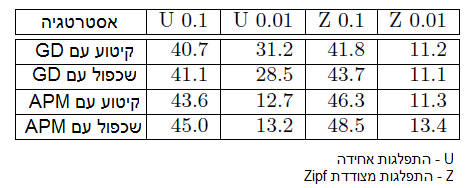 אסטרטגיה U 0.1 U 0.01 Z 0.1 Z 0.01
קיטוע עם GD 40.7 31.2 41.8 11.2
שכפול עם GD 41.1 28.5 43.7 11.1
קיטוע עם APM 43.6 12.7 46.3 11.3
שכפול עם APM 45.0 13.2 48.5 13.4
U - התפלגות אחידה
Z - התפלגות מצודדת Zipf